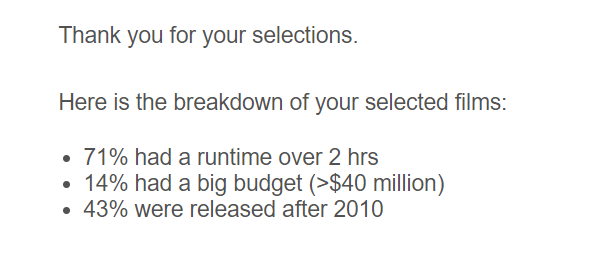 Thank you for your selections.
Here is the breakdown of your selected films:
• 71% had a runtime over 2 hrs
• 14% had a big budget (>$40 million)
• 43% were released after 2010